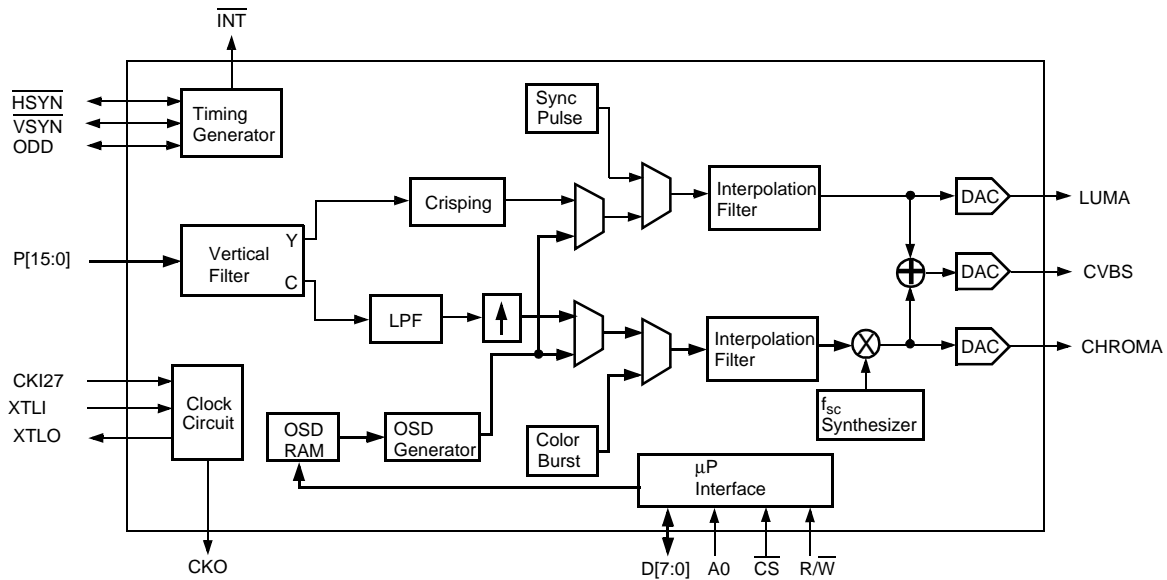 INT
HSYN
VSYN
ODD
Timing
Generator
Sync
Pulse
Crisping
Interpolation
Filter
DAC
LUMA
P[15:0]
Vertical
Filter
Y
C
DAC
CVBS
LPF
Interpolation
Filter
X
DAC
CHROMA
CKI27
XTLI
XTLO
Clock
Circuit
OSD
RAM
OSD
Generator
Color
Burst
fsc
Synthesizer
μP
Interface
CKO
D[7:0]
A0
CS
R/W